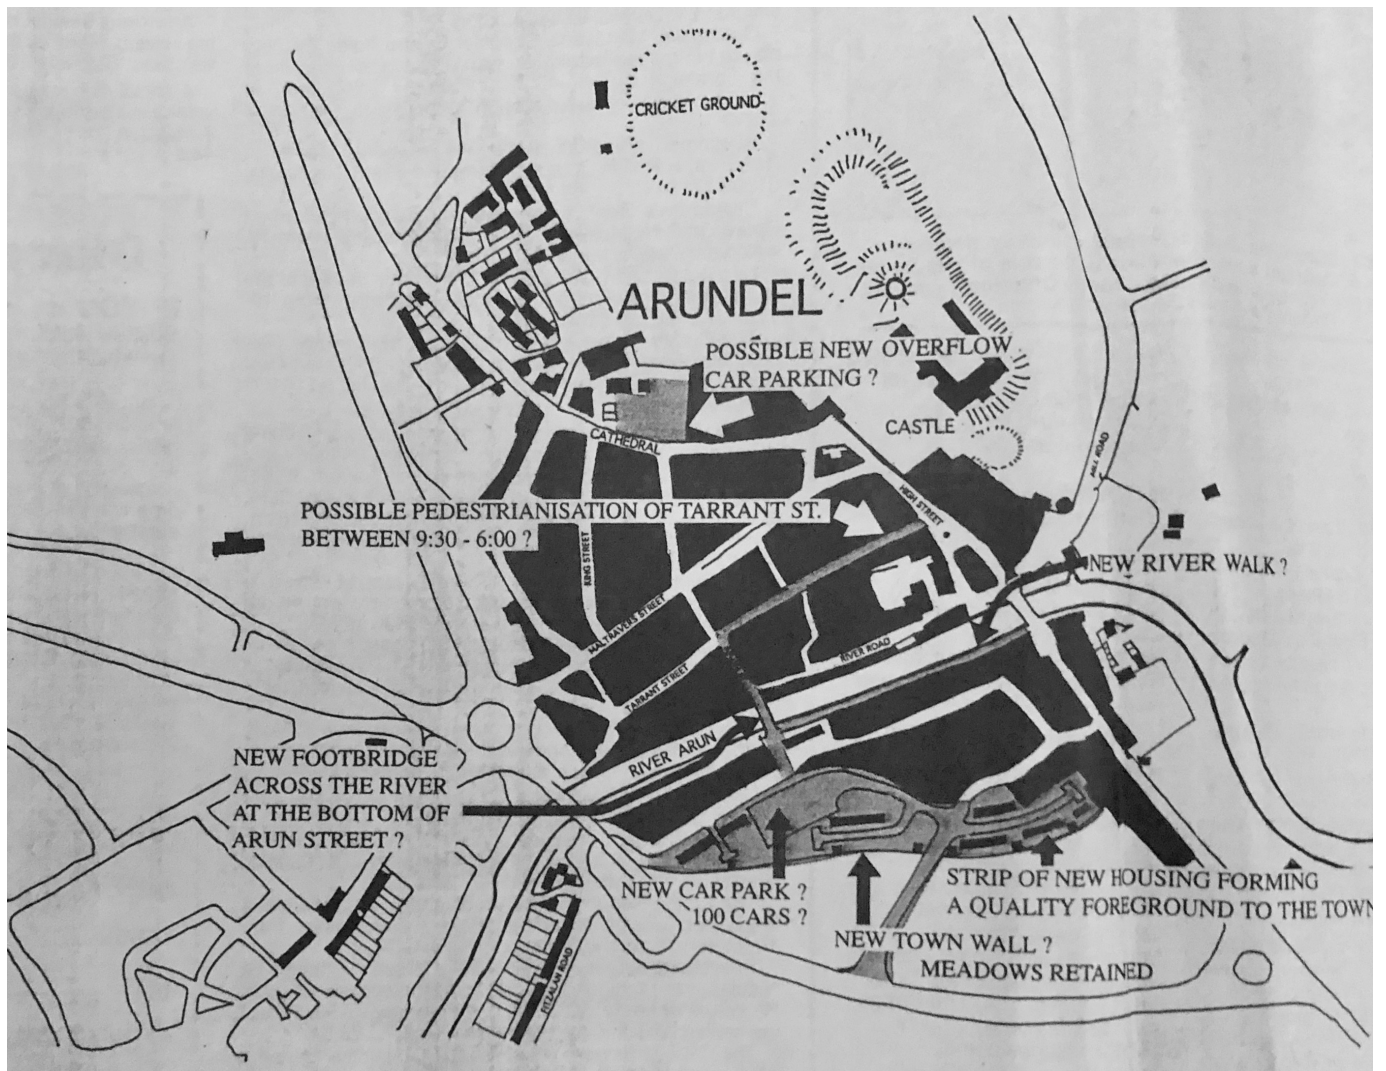 CRICKET GROUND
ARUNDEL
POSSIBLE NEW OVERFLOW
CAR PARKING ?
CASTLE
CATHEDRAL
MILL ROAD
HIGH STREET
POSSIBLE PEDESTRIANISATION OF TARRANT ST.
BETWEEN 9:30 - 6:00 ?
KING STREET
NEW RIVER WALK ?
MALTRAVERS STREET
RIVER ROAD
TARRANT STREET
RIVER ARUN
NEW FOOTBRIDGE
ACROSS THE RIVER
AT THE BOTTOM OF
ARUN STREET ?
NEW CAR PARK ?
100 CARS ?
STRIP OF NEW HOUSING FORMING
A QUALITY FOREGROUND TO THE TOWN
NEW TOWN WALL ?
MEADOWS RETAINED
FITZALAN ROAD